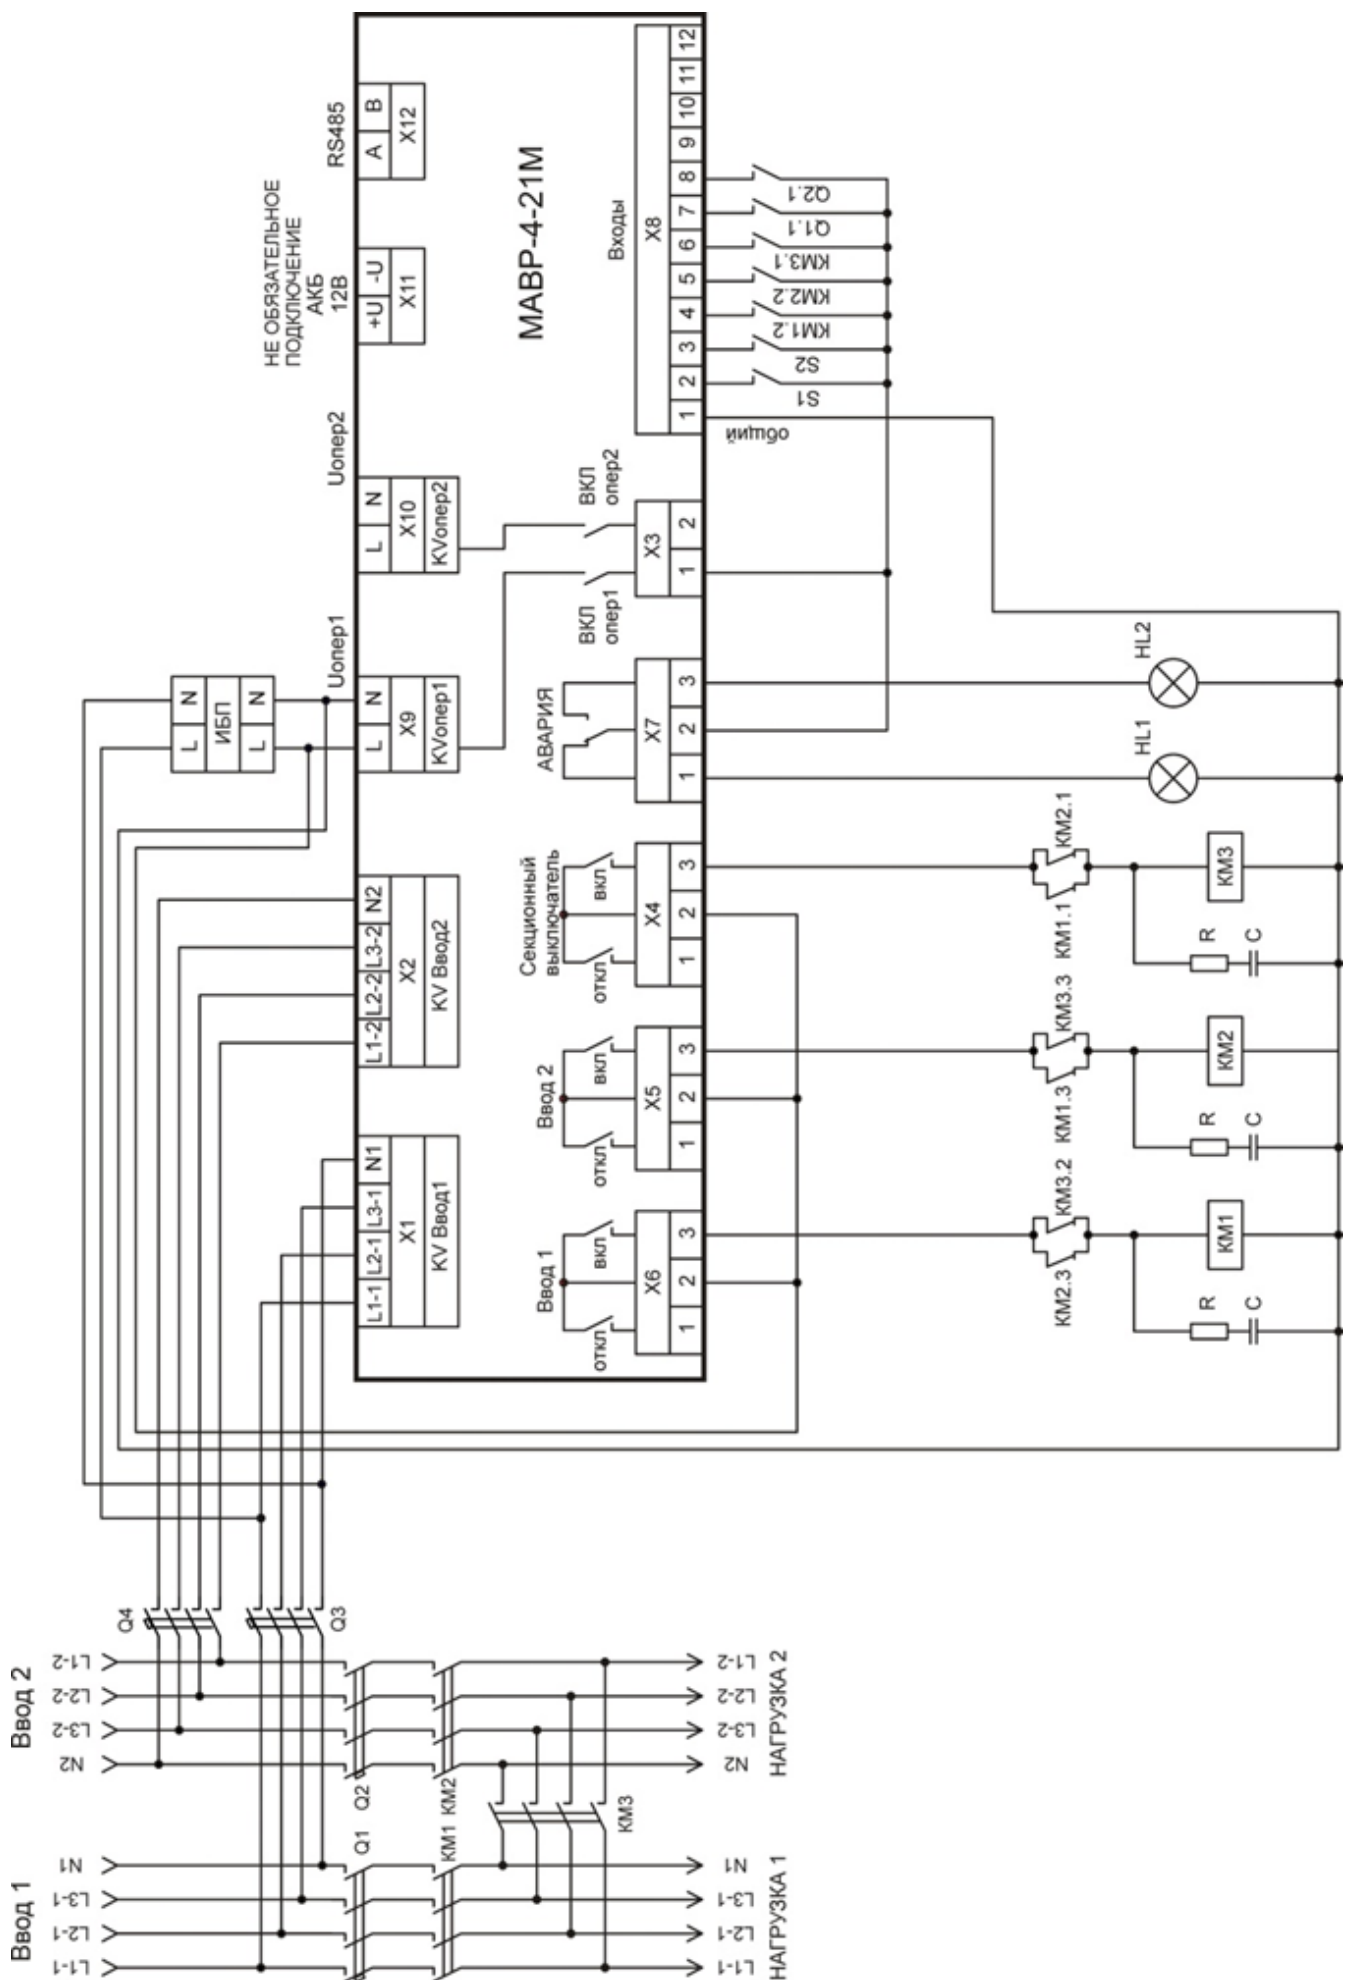 НЕ ОБЯЗАТЕЛЬНОЕ
ПОДКЛЮЧЕНИЕ
АКБ
12В
RS485
+U -U
X11
A B
X12
МАВР-4-21М
Uопер1
L N
ИБП
L N
L N
X9
KVопер1
Uопер2
L N
X10
KVопер2
L1-1 L2-1 L3-1 N1
X1
KV Ввод1
L1-2 L2-2 L3-2 N2
X2
KV Ввод2
Ввод 1
откл
вкл
X6
1 2 3
Ввод 2
откл
вкл
X5
1 2 3
Секционный
выключатель
откл
вкл
X4
1 2 3
АВАРИЯ
X7
1 2 3
ВКЛ
опер1
ВКЛ
опер2
X3
1 2
Входы
X8
1 2 3 4 5 6 7 8 9 10 11 12
общий
S1
S2
KM1.2
KM2.2
KM3.1
Q1.1
Q2.1
HL1
HL2
KM2.3
KM3.2
R
C
KM1
KM1.3
KM3.3
R
C
KM2
KM1.1
KM2.1
R
C
KM3
Q4
Q3
Ввод 1
L1-1
L2-1
L3-1
N1
Ввод 2
N2
L3-2
L2-2
L1-2
Q1
Q2
KM1
KM2
KM3
L1-1
L2-1
L3-1
N1
НАГРУЗКА 1
N2
L3-2
L2-2
L1-2
НАГРУЗКА 2